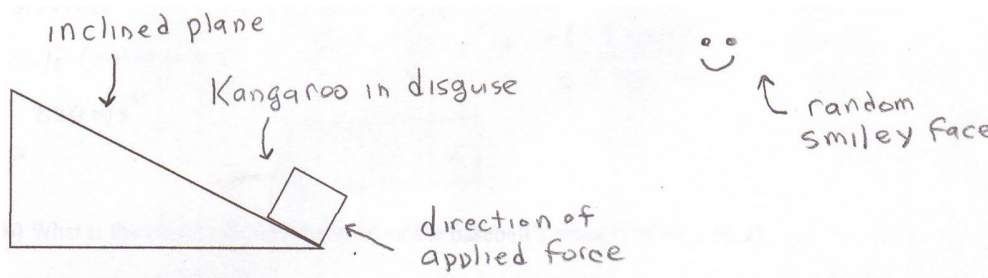 inclined plane
Kangaroo in disguse
random
smiley face
direction of
applied force